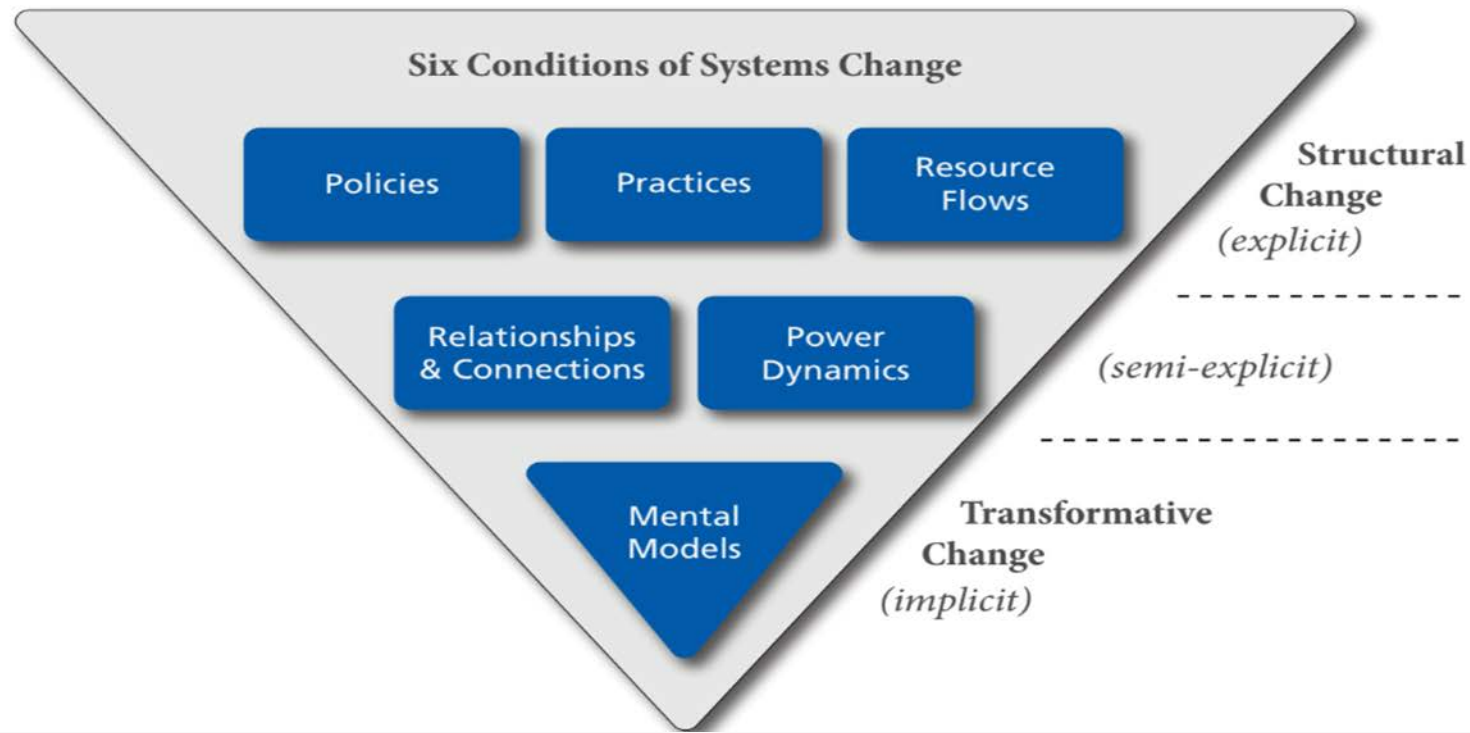 Six Conditions of Systems Change
Policies
Practices
Resource
Flows
Structural
Change
(explicit)
Relationships
& Connections
Power
Dynamics
(semi-explicit)
Mental
Models
Transformative
Change
(implicit)